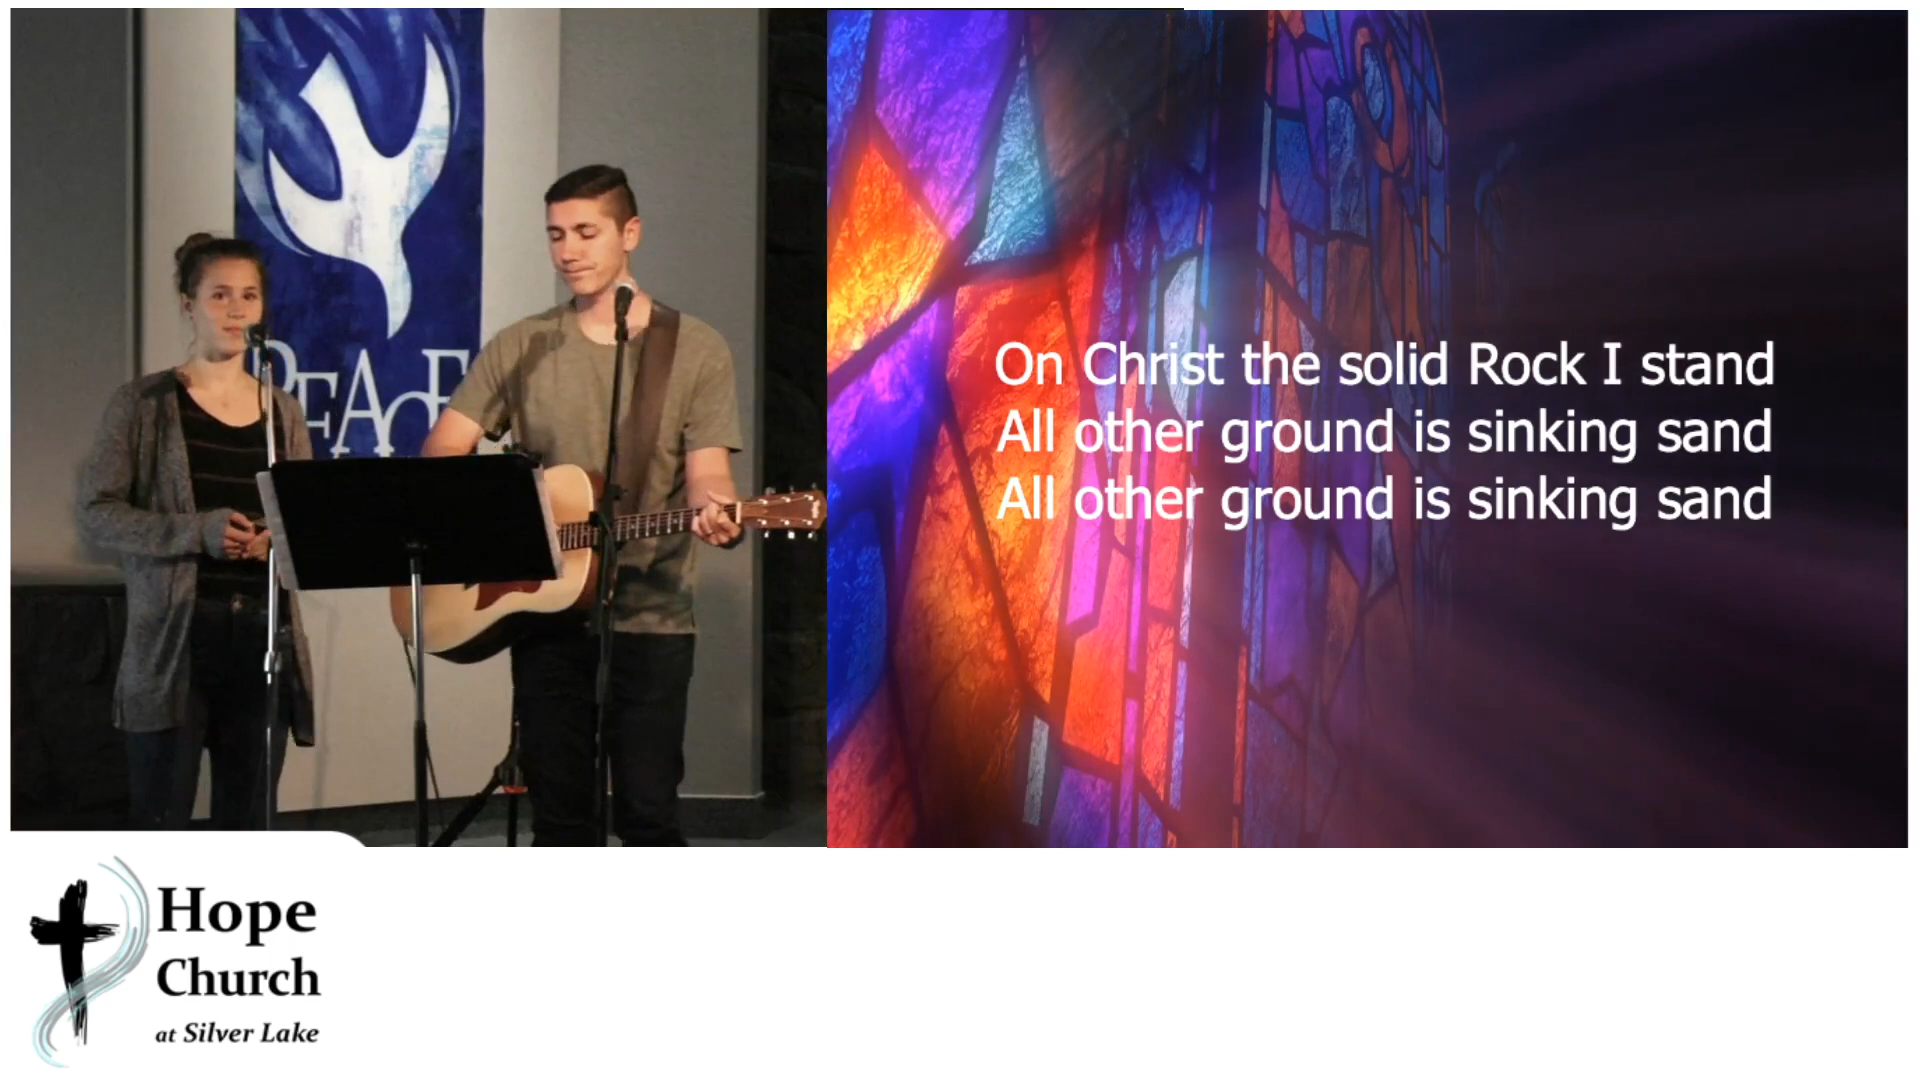 PEACE
On Christ the solid Rock I stand
All other ground is sinking sand
All other ground is sinking sand
Hope
Church
at Silver Lake